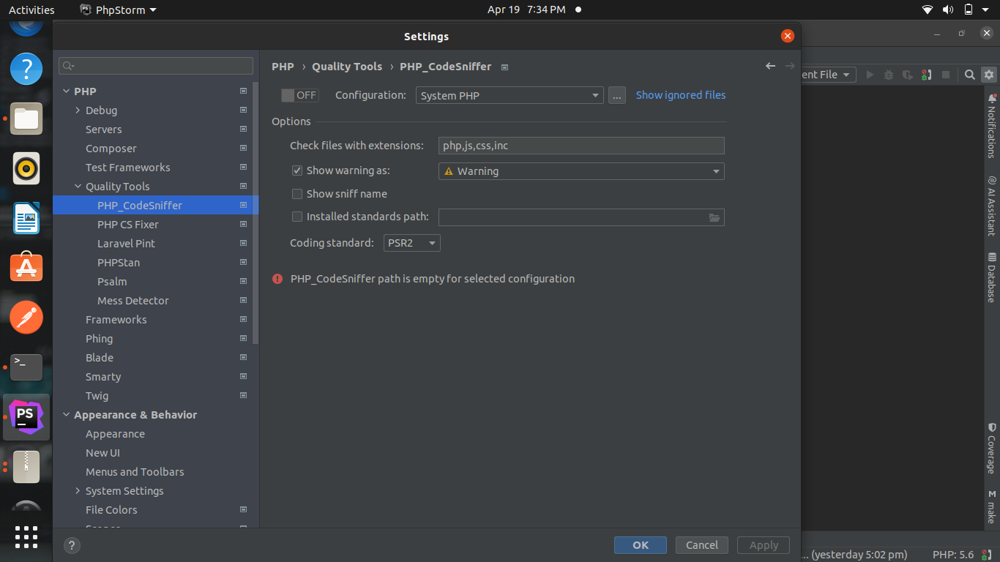 Activities PhpStorm Apr 19 7:34 PM
Settings
PHP › Quality Tools › PHP_CodeSniffer
ent File
OFF Configuration: System PHP ... Show ignored files
Options
Check files with extensions: php,js,css,inc
Show warning as: Warning
Show sniff name
Installed standards path:
Coding standard: PSR2
PHP_CodeSniffer path is empty for selected configuration
PHP
Debug
Servers
Composer
Test Frameworks
Quality Tools
PHP_CodeSniffer
PHP CS Fixer
Laravel Pint
PHPStan
Psalm
Mess Detector
Frameworks
Phing
Blade
Smarty
Twig
Appearance & Behavior
Appearance
New UI
Menus and Toolbars
System Settings
File Colors
Scopes
?
OK Cancel Apply
Notifications
@ AI Assistant
Database
Coverage
M make
... (yesterday 5:02 pm) PHP: 5.6
?
>_
PS